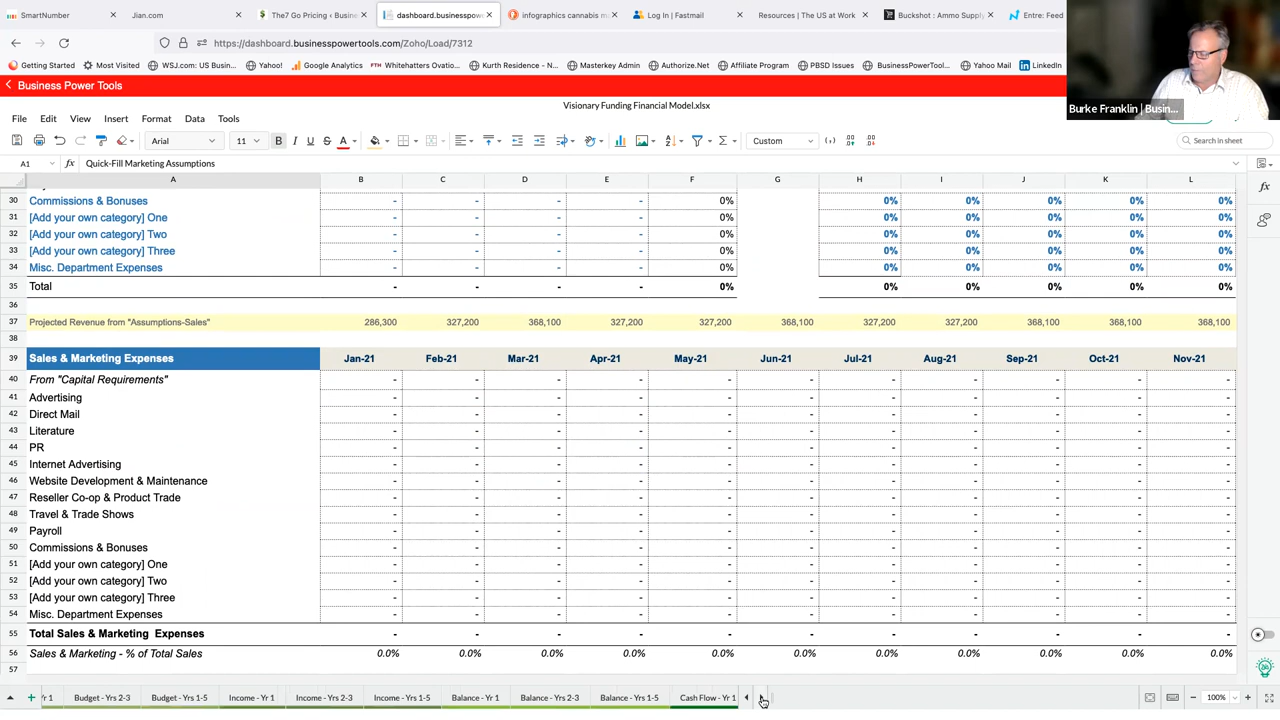 SmartNumber Jian.com The7 Go Pricing ‹ Busine dashboard.businesspowertools infographics cannabis m Log In | Fastmail Resources | The US at Work Buckshot : Ammo Supply Entre: Feed
https://dashboard.businesspowertools.com/Zoho/Load/7312
Getting Started Most Visited WSJ.com: US Busin... Yahoo! Google Analytics Whitehatters Ovatio... Kurth Residence - N... Masterkey Admin Authorize.Net Affiliate Program PBSD Issues BusinessPowerTool... Yahoo Mail LinkedIn
Burke Franklin | Busin...
Business Power Tools
Visionary Funding Financial Model.xlsx
File Edit View Insert Format Data Tools
Arial 11 B I U S A Custom Search in sheet
A1 fx Quick-Fill Marketing Assumptions
A B C D E F G H I J K L
30 Commissions & Bonuses - - - - 0% 0% 0% 0% 0% 0%
31 [Add your own category] One - - - - 0% 0% 0% 0% 0% 0%
32 [Add your own category] Two - - - - 0% 0% 0% 0% 0% 0%
33 [Add your own category] Three - - - - 0% 0% 0% 0% 0% 0%
34 Misc. Department Expenses - - - - 0% 0% 0% 0% 0% 0%
35 Total - - - - 0% 0% 0% 0% 0% 0%
36
37 Projected Revenue from "Assumptions-Sales" 286,300 327,200 368,100 327,200 327,200 368,100 327,200 327,200 368,100 368,100 368,100
38
39 Sales & Marketing Expenses Jan-21 Feb-21 Mar-21 Apr-21 May-21 Jun-21 Jul-21 Aug-21 Sep-21 Oct-21 Nov-21
40 From "Capital Requirements" - - - - - - - - - - -
41 Advertising - - - - - - - - - - -
42 Direct Mail - - - - - - - - - - -
43 Literature - - - - - - - - - - -
44 PR - - - - - - - - - - -
45 Internet Advertising - - - - - - - - - - -
46 Website Development & Maintenance - - - - - - - - - - -
47 Reseller Co-op & Product Trade - - - - - - - - - - -
48 Travel & Trade Shows - - - - - - - - - - -
49 Payroll - - - - - - - - - - -
50 Commissions & Bonuses - - - - - - - - - - -
51 [Add your own category] One - - - - - - - - - - -
52 [Add your own category] Two - - - - - - - - - - -
53 [Add your own category] Three - - - - - - - - - - -
54 Misc. Department Expenses - - - - - - - - - - -
55 Total Sales & Marketing Expenses - - - - - - - - - - -
56 Sales & Marketing - % of Total Sales 0.0% 0.0% 0.0% 0.0% 0.0% 0.0% 0.0% 0.0% 0.0% 0.0% 0.0%
57
Yr 1 Budget - Yrs 2-3 Budget - Yrs 1-5 Income - Yr 1 Income - Yrs 2-3 Income - Yrs 1-5 Balance - Yr 1 Balance - Yrs 2-3 Balance - Yrs 1-5 Cash Flow - Yr 1 100%